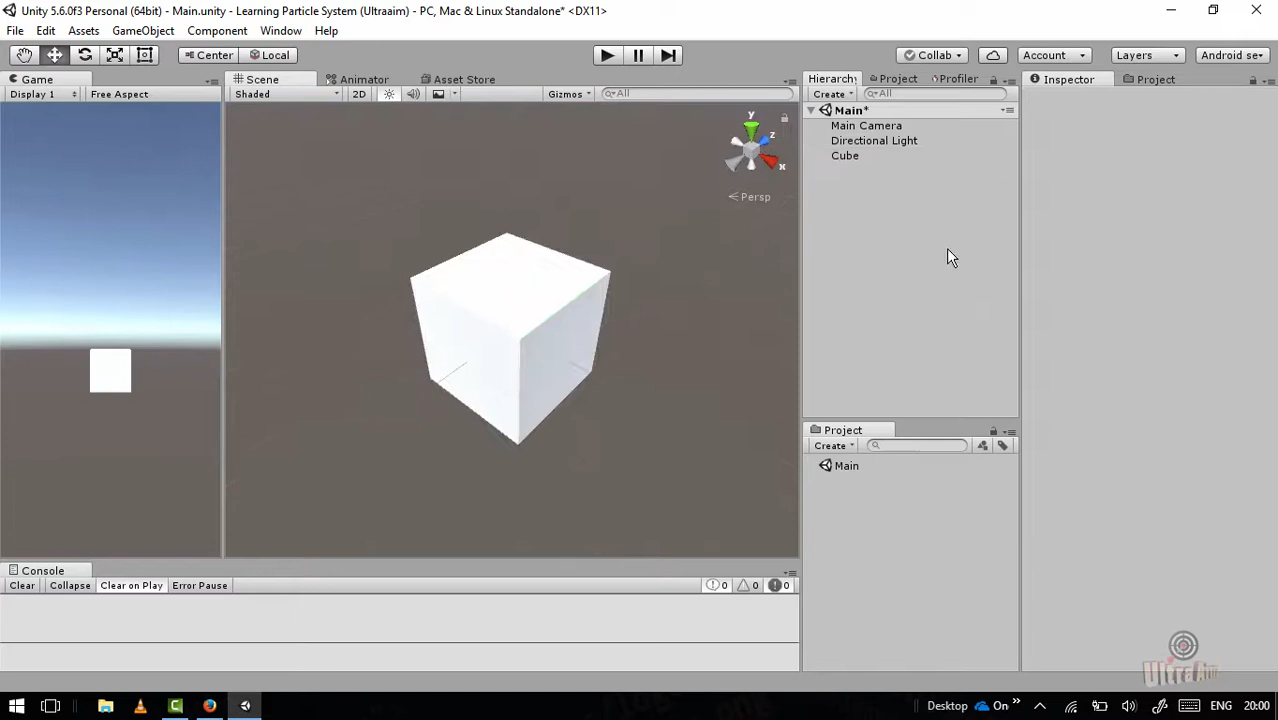 Unity 5.6.0f3 Personal (64bit) - Main.unity - Learning Particle System (Ultraaim) - PC, Mac & Linux Standalone* <DX11>
File Edit Assets GameObject Component Window Help
Center Local Collab Account Layers Android se
Game Scene Animator Asset Store Hierarchy Project Profiler Inspector Project
Display 1 Free Aspect Shaded 2D Gizmos All Create All
Main*
Main Camera
Directional Light
Cube
y
z
x
Persp
Project
Create
Main
Console
Clear Collapse Clear on Play Error Pause 0 0 0
Ultra Aim
Desktop On ENG 20:00